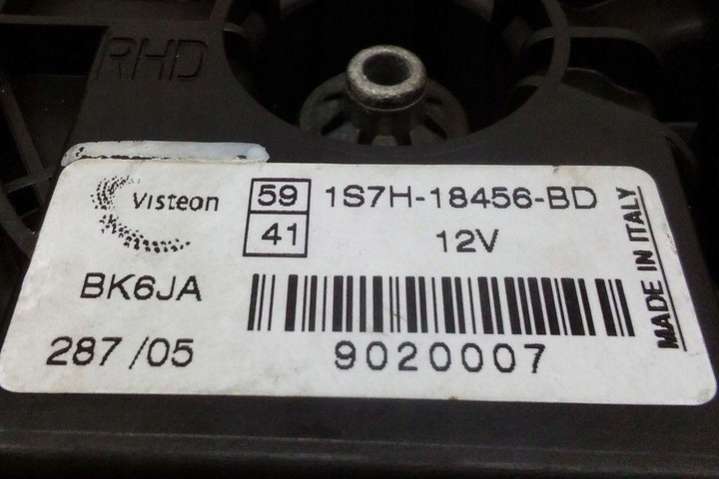 RHD
Visteon
59
41
1S7H-18456-BD
12V
BK6JA
287/05
9020007
MADE IN ITALY